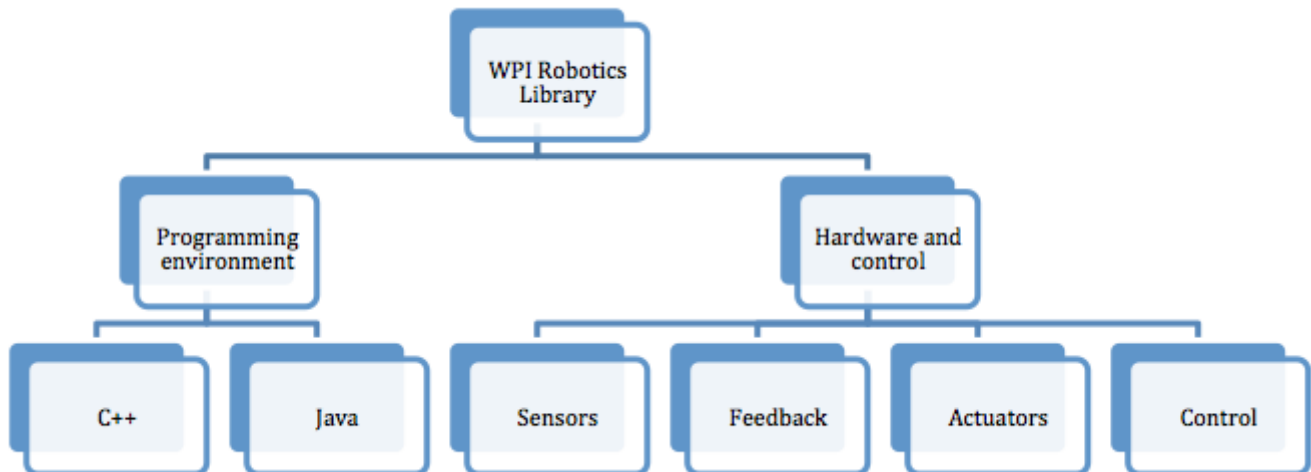 WPI Robotics
Library
Programming
environment
Hardware and
control
C++
Java
Sensors
Feedback
Actuators
Control